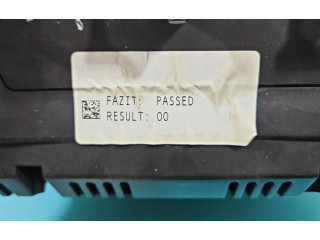 FAZIT: PASSED
RESULT: 00